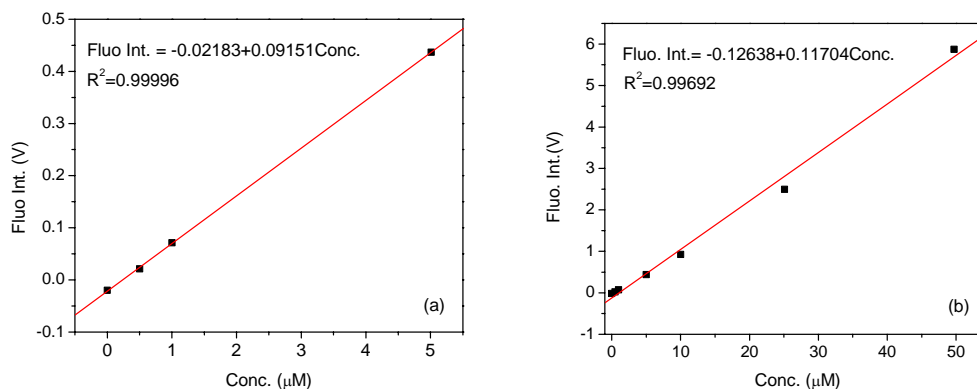 Fluo Int. = -0.02183+0.09151Conc.
R²=0.99996
Fluo Int. (V)
0.5
0.4
0.3
0.2
0.1
0.0
-0.1
0
1
2
3
4
5
Conc. (μM)
(a)
Fluo. Int.= -0.12638+0.11704Conc.
R²=0.99692
Fluo. Int.(V)
6
5
4
3
2
1
0
-1
0
10
20
30
40
50
Conc. (μM)
(b)